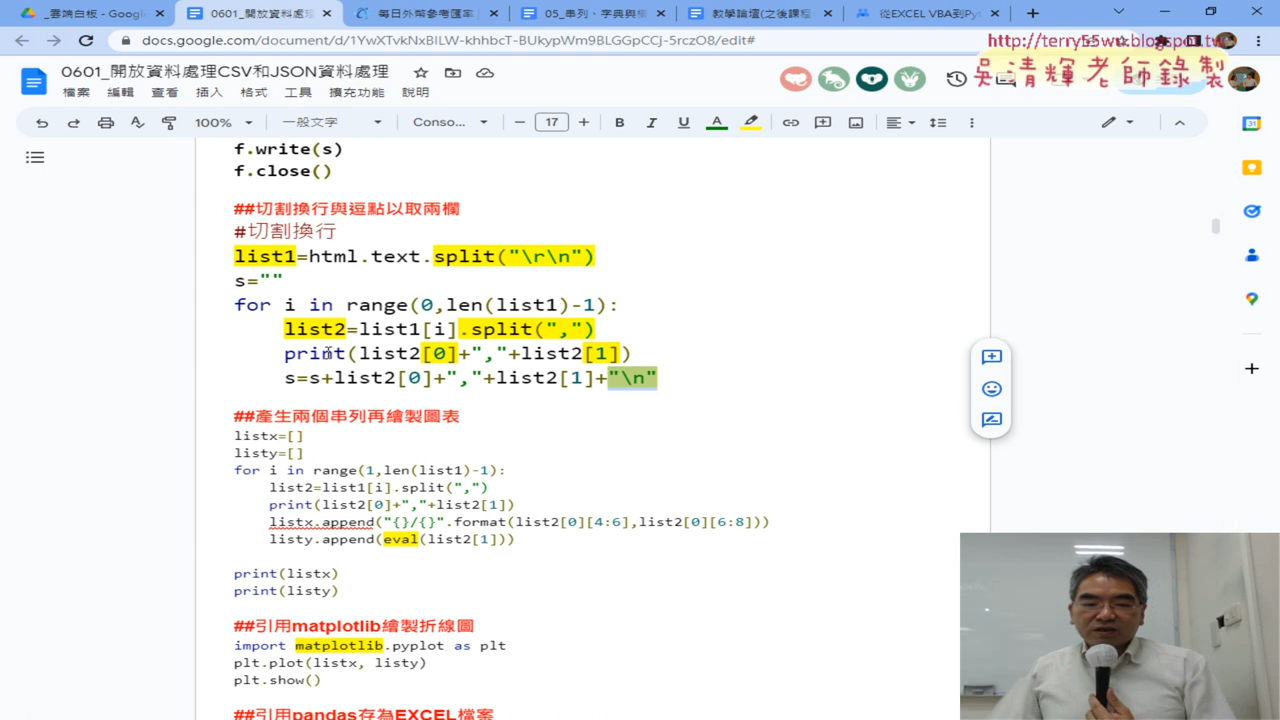 _雲端白板 - Google
0601_開放資料處理
每日外幣參考匯率
05_串列、字典與
教學論壇(之後課程
從EXCEL VBA到Pyt
docs.google.com/document/d/1YwXTvkNxBILW-khhbcT-BUkypWm9BLGGpCCj-5rczO8/edit#
http://terry55wu.blogspot.tw
吳清輝老師錄製
0601_開放資料處理CSV和JSON資料處理
檔案 編輯 查看 插入 格式 工具 擴充功能 說明
100% 一般文字 Conso... 17 B I U A
f.write(s)
f.close()
##切割換行與逗點以取兩欄
#切割換行
list1=html.text.split("\r\n")
s=""
for i in range(0,len(list1)-1):
list2=list1[i].split(",")
print(list2[0]+","+list2[1])
s=s+list2[0]+","+list2[1]+"\n"
##產生兩個串列再繪製圖表
listx=[]
listy=[]
for i in range(1,len(list1)-1):
list2=list1[i].split(",")
print(list2[0]+","+list2[1])
listx.append("{}/{}".format(list2[0][4:6],list2[0][6:8]))
listy.append(eval(list2[1]))
print(listx)
print(listy)
##引用matplotlib繪製折線圖
import matplotlib.pyplot as plt
plt.plot(listx, listy)
plt.show()
##引用pandas存為EXCEL檔案